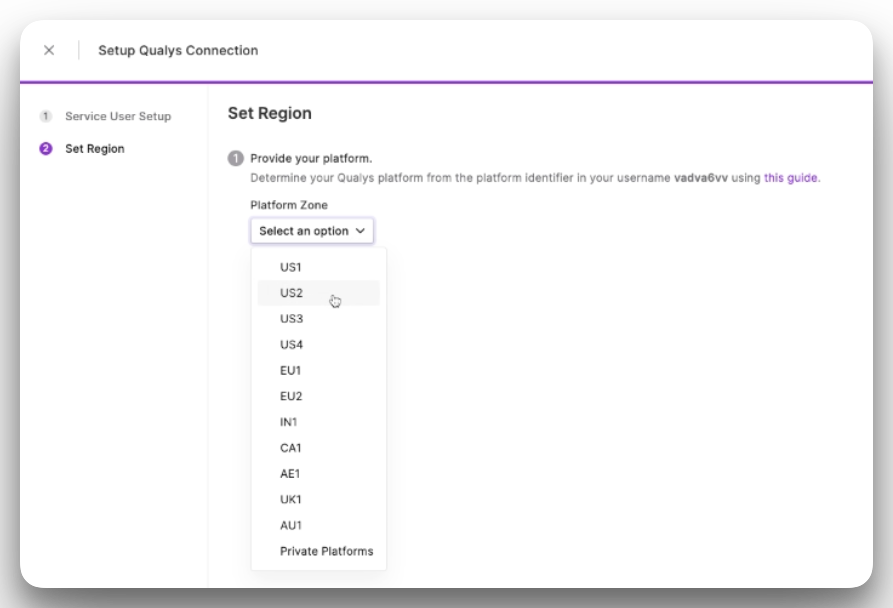 Setup Qualys Connection
1 Service User Setup
2 Set Region
Set Region
1 Provide your platform.
Determine your Qualys platform from the platform identifier in your username vadva6vv using this guide.
Platform Zone
Select an option
US1
US2
US3
US4
EU1
EU2
IN1
CA1
AE1
UK1
AU1
Private Platforms